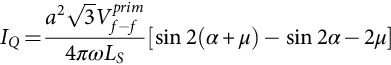 $I_Q = \dfrac{a^2 \sqrt{3} V_{f-f}^{prim}}{4\pi\omega L_S} [\sin 2(\alpha + \mu) - \sin 2\alpha - 2\mu]$